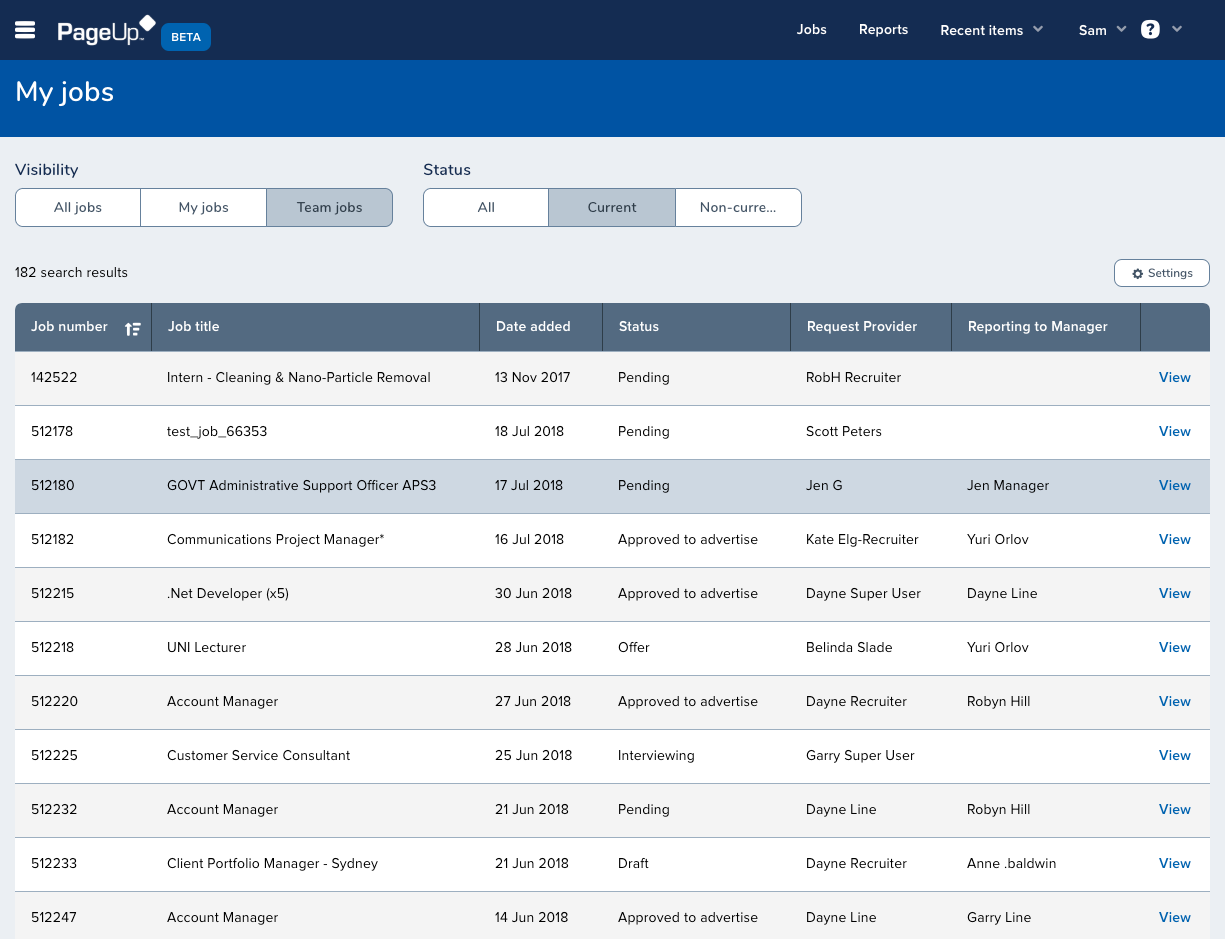 PageUp BETA Jobs Reports Recent items Sam ?
My jobs
Visibility Status
All jobs My jobs Team jobs All Current Non-curre...
182 search results Settings
Job number Job title Date added Status Request Provider Reporting to Manager
142522 Intern - Cleaning & Nano-Particle Removal 13 Nov 2017 Pending RobH Recruiter View
512178 test_job_66353 18 Jul 2018 Pending Scott Peters View
512180 GOVT Administrative Support Officer APS3 17 Jul 2018 Pending Jen G Jen Manager View
512182 Communications Project Manager* 16 Jul 2018 Approved to advertise Kate Elg-Recruiter Yuri Orlov View
512215 .Net Developer (x5) 30 Jun 2018 Approved to advertise Dayne Super User Dayne Line View
512218 UNI Lecturer 28 Jun 2018 Offer Belinda Slade Yuri Orlov View
512220 Account Manager 27 Jun 2018 Approved to advertise Dayne Recruiter Robyn Hill View
512225 Customer Service Consultant 25 Jun 2018 Interviewing Garry Super User View
512232 Account Manager 21 Jun 2018 Pending Dayne Line Robyn Hill View
512233 Client Portfolio Manager - Sydney 21 Jun 2018 Draft Dayne Recruiter Anne .baldwin View
512247 Account Manager 14 Jun 2018 Approved to advertise Dayne Line Garry Line View